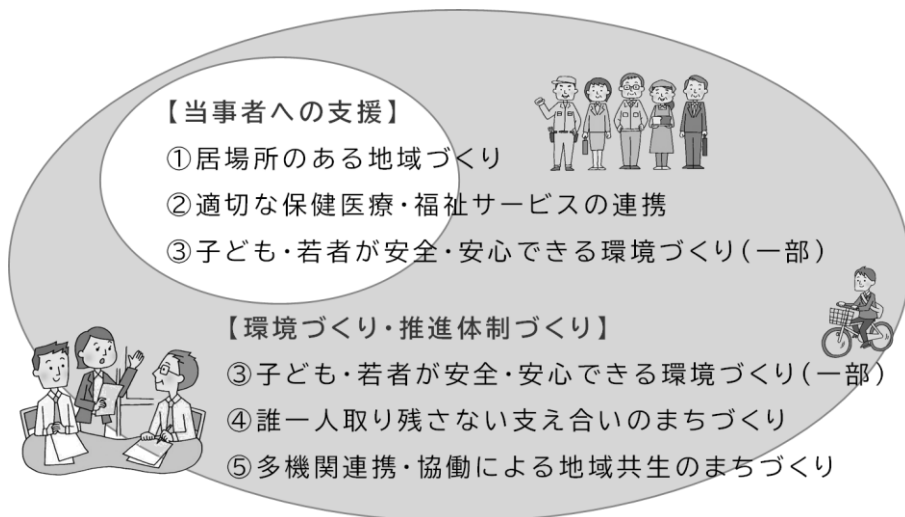 【当事者への支援】
①居場所のある地域づくり
②適切な保健医療・福祉サービスの連携
③子ども・若者が安全・安心できる環境づくり(一部)
【環境づくり・推進体制づくり】
③子ども・若者が安全・安心できる環境づくり(一部)
④誰一人取り残さない支え合いのまちづくり
⑤多機関連携・協働による地域共生のまちづくり